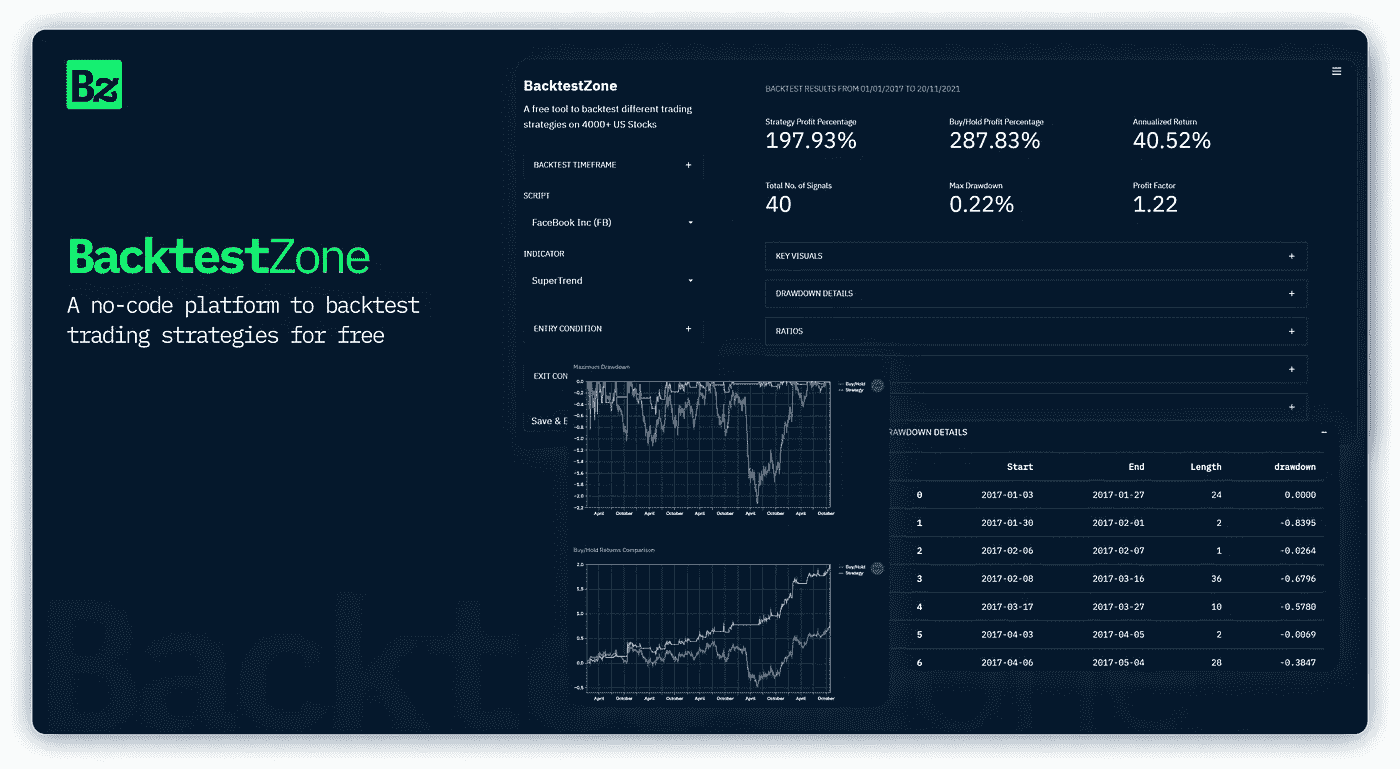 Bz
BacktestZone
A no-code platform to backtest
trading strategies for free
BacktestZone
A free tool to backtest different trading
strategies on 4000+ US Stocks
BACKTEST TIMEFRAME +
SCRIPT
FaceBook Inc (FB)
INDICATOR
SuperTrend
ENTRY CONDITION +
EXIT CON
Save & B
BACKTEST RESULTS FROM 01/01/2017 TO 20/11/2021
Strategy Profit Percentage Buy/Hold Profit Percentage Annualized Return
197.93% 287.83% 40.52%
Total No. of Signals Max Drawdown Profit Factor
40 0.22% 1.22
KEY VISUALS +
DRAWDOWN DETAILS +
RATIOS +
+
+
Maximum Drawdown
Buy/Hold
Strategy
0.0
-0.2
-0.4
-0.6
-0.8
-1.0
-1.2
-1.4
-1.6
-1.8
-2.0
-2.2
April October April October April October April October April October
Buy/Hold Returns Comparison
Buy/Hold
Strategy
2.0
1.5
1.0
0.5
0.0
-0.5
April October April October April October April October April October
RAWDOWN DETAILS −
Start End Length drawdown
0 2017-01-03 2017-01-27 24 0.0000
1 2017-01-30 2017-02-01 2 -0.8395
2 2017-02-06 2017-02-07 1 -0.0264
3 2017-02-08 2017-03-16 36 -0.6796
4 2017-03-17 2017-03-27 10 -0.5780
5 2017-04-03 2017-04-05 2 -0.0069
6 2017-04-06 2017-05-04 28 -0.3847